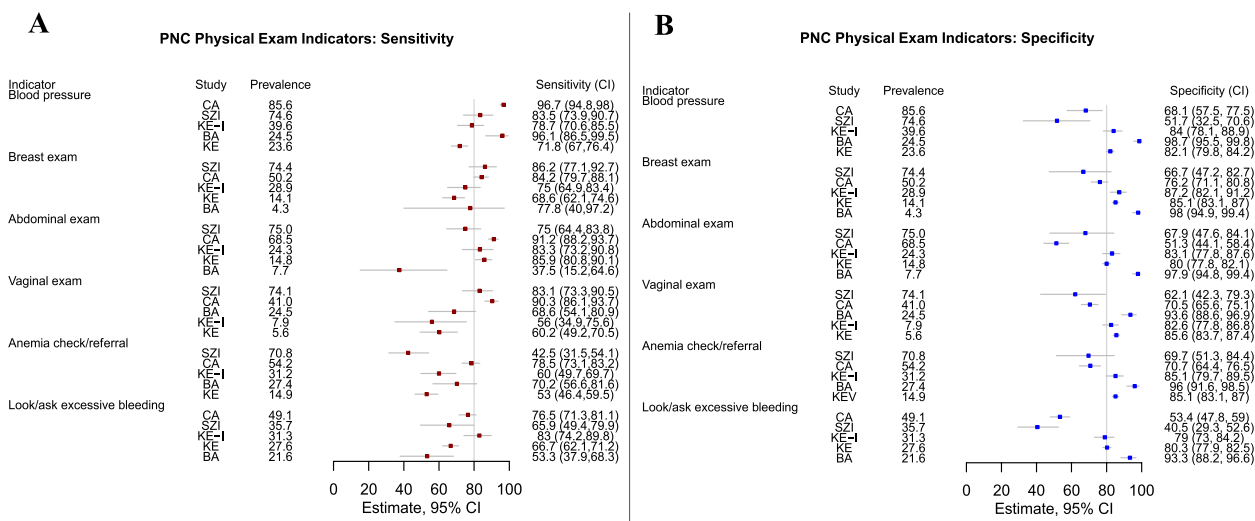 A
PNC Physical Exam Indicators: Sensitivity
Indicator Study Prevalence Sensitivity (CI)
Blood pressure
CA 85.6 96.7 (94.8,98)
SZI 74.6 83.5 (73.9,90.7)
KE-I 39.6 78.7 (70.6,85.5)
BA 24.5 96.1 (86.5,99.5)
KE 23.6 71.8 (67,76.4)
Breast exam
SZI 74.4 86.2 (77.1,92.7)
CA 50.2 84.2 (79.7,88.1)
KE-I 28.9 75 (64.9,83.4)
KE 14.1 68.6 (62.1,74.6)
BA 4.3 77.8 (40,97.2)
Abdominal exam
SZI 75.0 75 (64.4,83.8)
CA 68.5 91.2 (88.2,93.7)
KE-I 24.3 83.3 (73.2,90.8)
KE 14.8 85.9 (80.8,90.1)
BA 7.7 37.5 (15.2,64.6)
Vaginal exam
SZI 74.1 83.1 (73.3,90.5)
CA 41.0 90.3 (86.1,93.7)
BA 24.5 68.6 (54.1,80.9)
KE-I 7.9 56 (34.9,75.6)
KE 5.6 60.2 (49.2,70.5)
Anemia check/referral
SZI 70.8 42.5 (31.5,54.1)
CA 54.2 78.5 (73.1,83.2)
KE-I 31.2 60 (49.7,69.7)
BA 27.4 70.2 (56.6,81.6)
KE 14.9 53 (46.4,59.5)
Look/ask excessive bleeding
CA 49.1 76.5 (71.3,81.1)
SZI 35.7 65.9 (49.4,79.9)
KE-I 31.3 83 (74.2,89.8)
KE 27.6 66.7 (62.1,71.2)
BA 21.6 53.3 (37.9,68.3)
0 20 40 60 80 100
Estimate, 95% CI
B
PNC Physical Exam Indicators: Specificity
Indicator Study Prevalence Specificity (CI)
Blood pressure
CA 85.6 68.1 (57.5, 77.5)
SZI 74.6 51.7 (32.5, 70.6)
KE-I 39.6 84 (78.1, 88.9)
BA 24.5 98.7 (95.5, 99.8)
KE 23.6 82.1 (79.8, 84.2)
Breast exam
SZI 74.4 66.7 (47.2, 82.7)
CA 50.2 76.2 (71.1, 80.8)
KE-I 28.9 87.2 (82.1, 91.2)
KE 14.1 85.1 (83.1, 87)
BA 4.3 98 (94.9, 99.4)
Abdominal exam
SZI 75.0 67.9 (47.6, 84.1)
CA 68.5 51.3 (44.1, 58.4)
KE-I 24.3 83.1 (77.8, 87.6)
KE 14.8 80 (77.8, 82.1)
BA 7.7 97.9 (94.8, 99.4)
Vaginal exam
SZI 74.1 62.1 (42.3, 79.3)
CA 41.0 70.5 (65.6, 75.1)
BA 24.5 93.6 (88.6, 96.9)
KE-I 7.9 82.6 (77.8, 86.8)
KE 5.6 85.6 (83.7, 87.4)
Anemia check/referral
SZI 70.8 69.7 (51.3, 84.4)
CA 54.2 70.7 (64.4, 76.5)
KE-I 31.2 85.1 (79.7, 89.5)
BA 27.4 96 (91.6, 98.5)
KEV 14.9 85.1 (83.1, 87)
Look/ask excessive bleeding
CA 49.1 53.4 (47.8, 59)
SZI 35.7 40.5 (29.3, 52.6)
KE-I 31.3 79 (73, 84.2)
KE 27.6 80.3 (77.9, 82.5)
BA 21.6 93.3 (88.2, 96.6)
0 20 40 60 80 100
Estimate, 95% CI